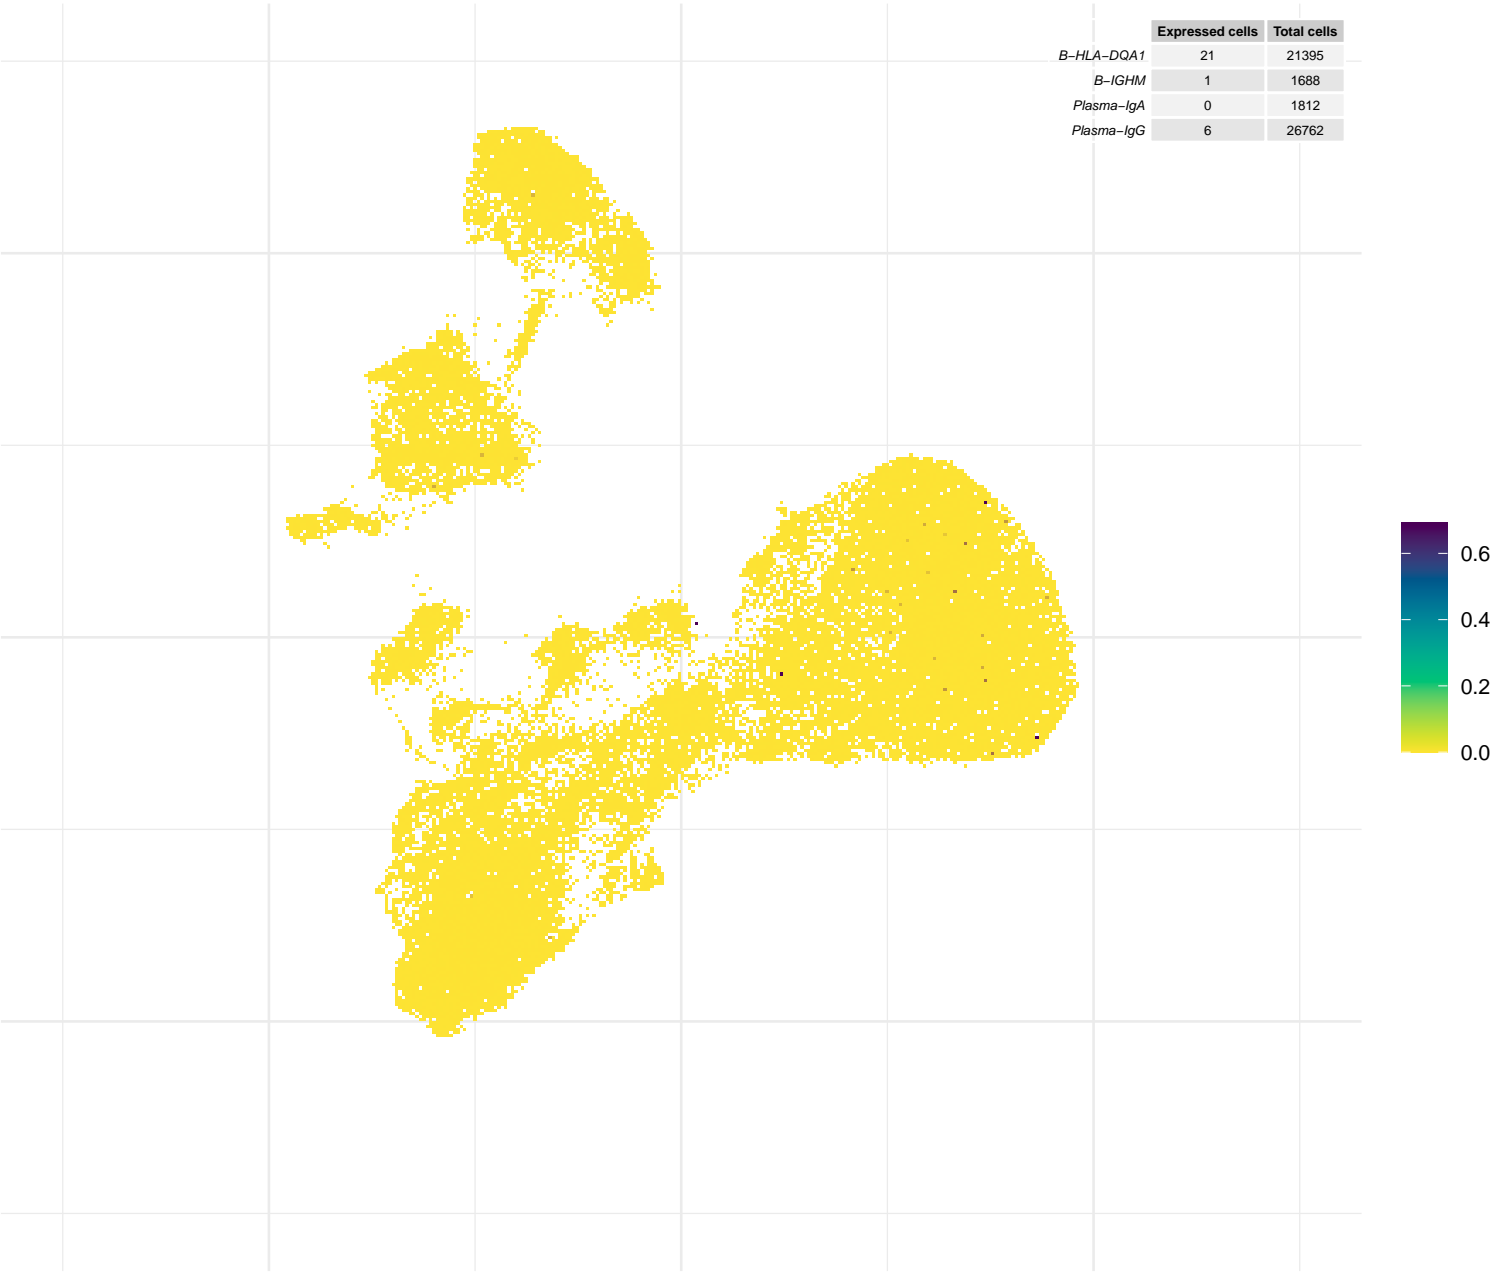 Expressed cells Total cells
B−HLA−DQA1 21 21395
B−IGHM 1 1688
Plasma−IgA 0 1812
Plasma−IgG 6 26762
0.6
0.4
0.2
0.0